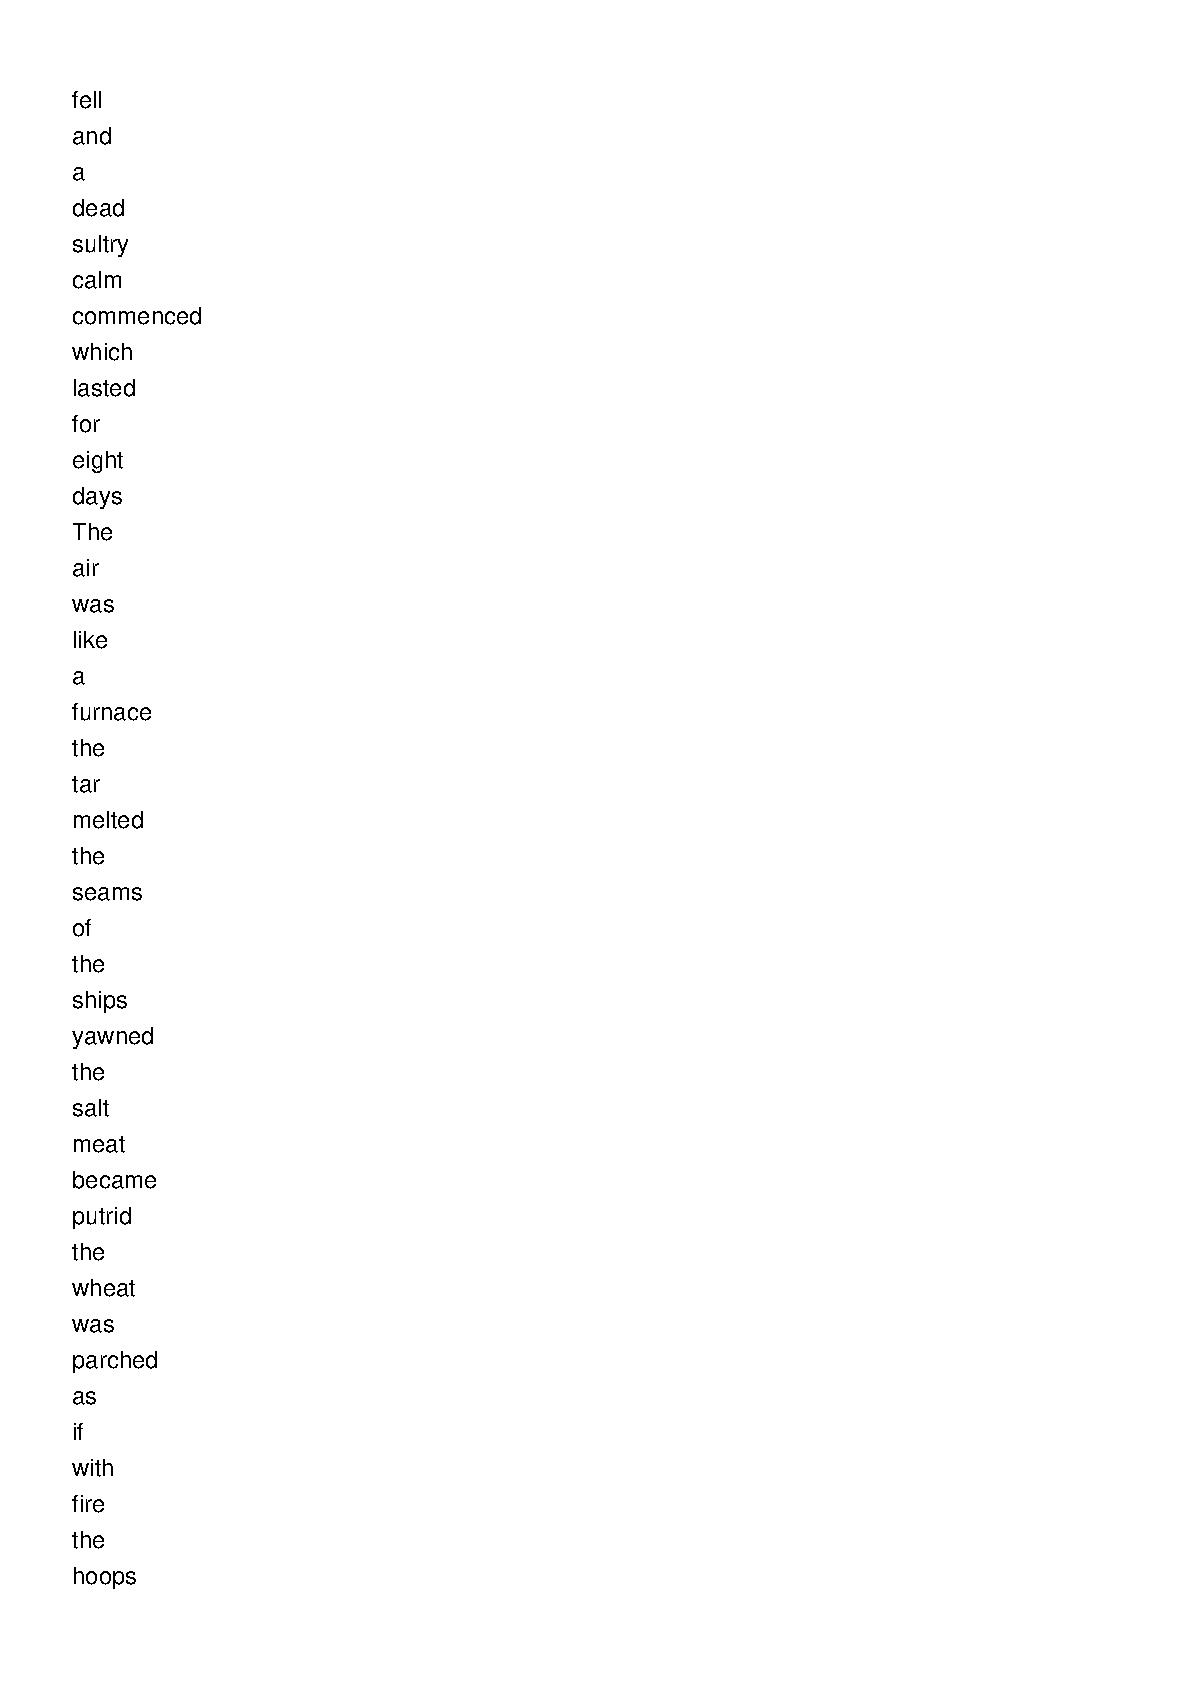 fell
and
a
dead
sultry
calm
commenced
which
lasted
for
eight
days
The
air
was
like
a
furnace
the
tar
melted
the
seams
of
the
ships
yawned
the
salt
meat
became
putrid
the
wheat
was
parched
as
if
with
fire
the
hoops